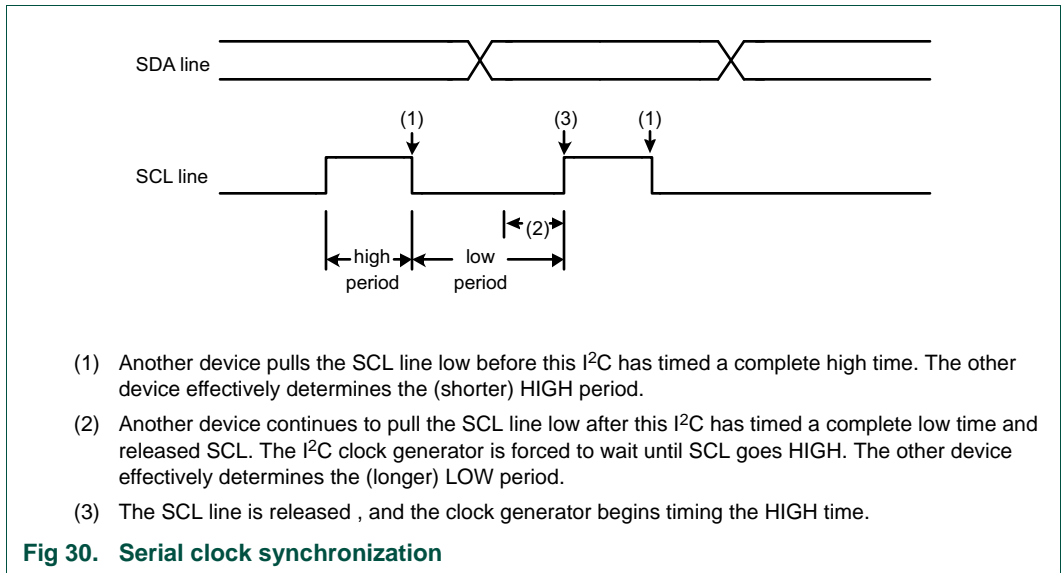 SDA line
(1) (3) (1)
SCL line
(2)
high low
period period
(1) Another device pulls the SCL line low before this I2C has timed a complete high time. The other
device effectively determines the (shorter) HIGH period.
(2) Another device continues to pull the SCL line low after this I2C has timed a complete low time and
released SCL. The I2C clock generator is forced to wait until SCL goes HIGH. The other device
effectively determines the (longer) LOW period.
(3) The SCL line is released , and the clock generator begins timing the HIGH time.
Fig 30. Serial clock synchronization